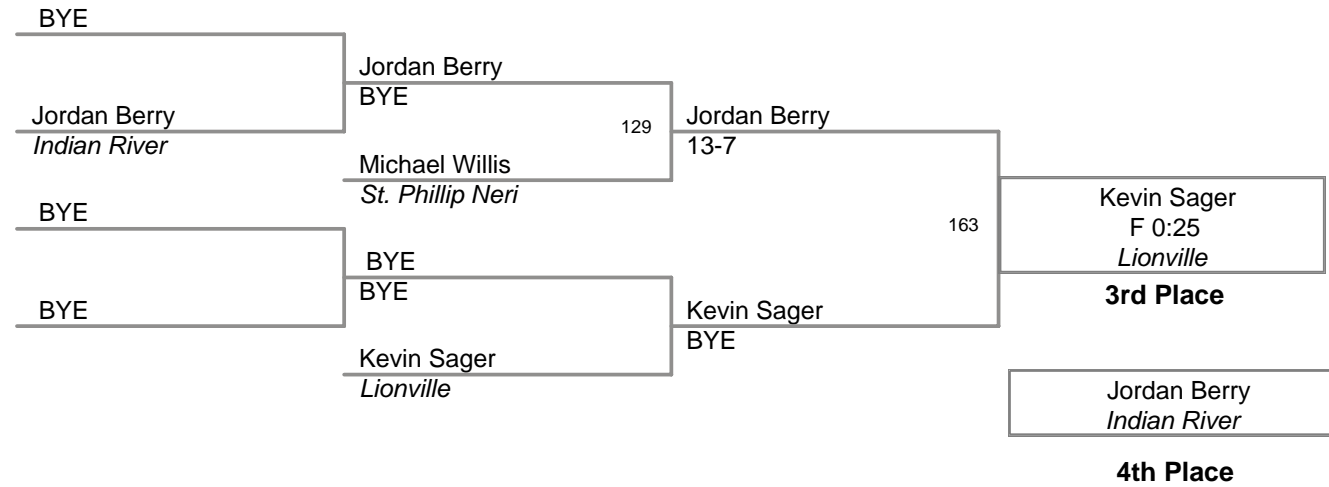 BYE
Jordan Berry
BYE
Jordan Berry
Indian River
129
Jordan Berry
13-7
Michael Willis
St. Phillip Neri
BYE
163
Kevin Sager
F 0:25
Lionville
3rd Place
BYE
BYE
BYE
Kevin Sager
BYE
Kevin Sager
Lionville
Jordan Berry
Indian River
4th Place